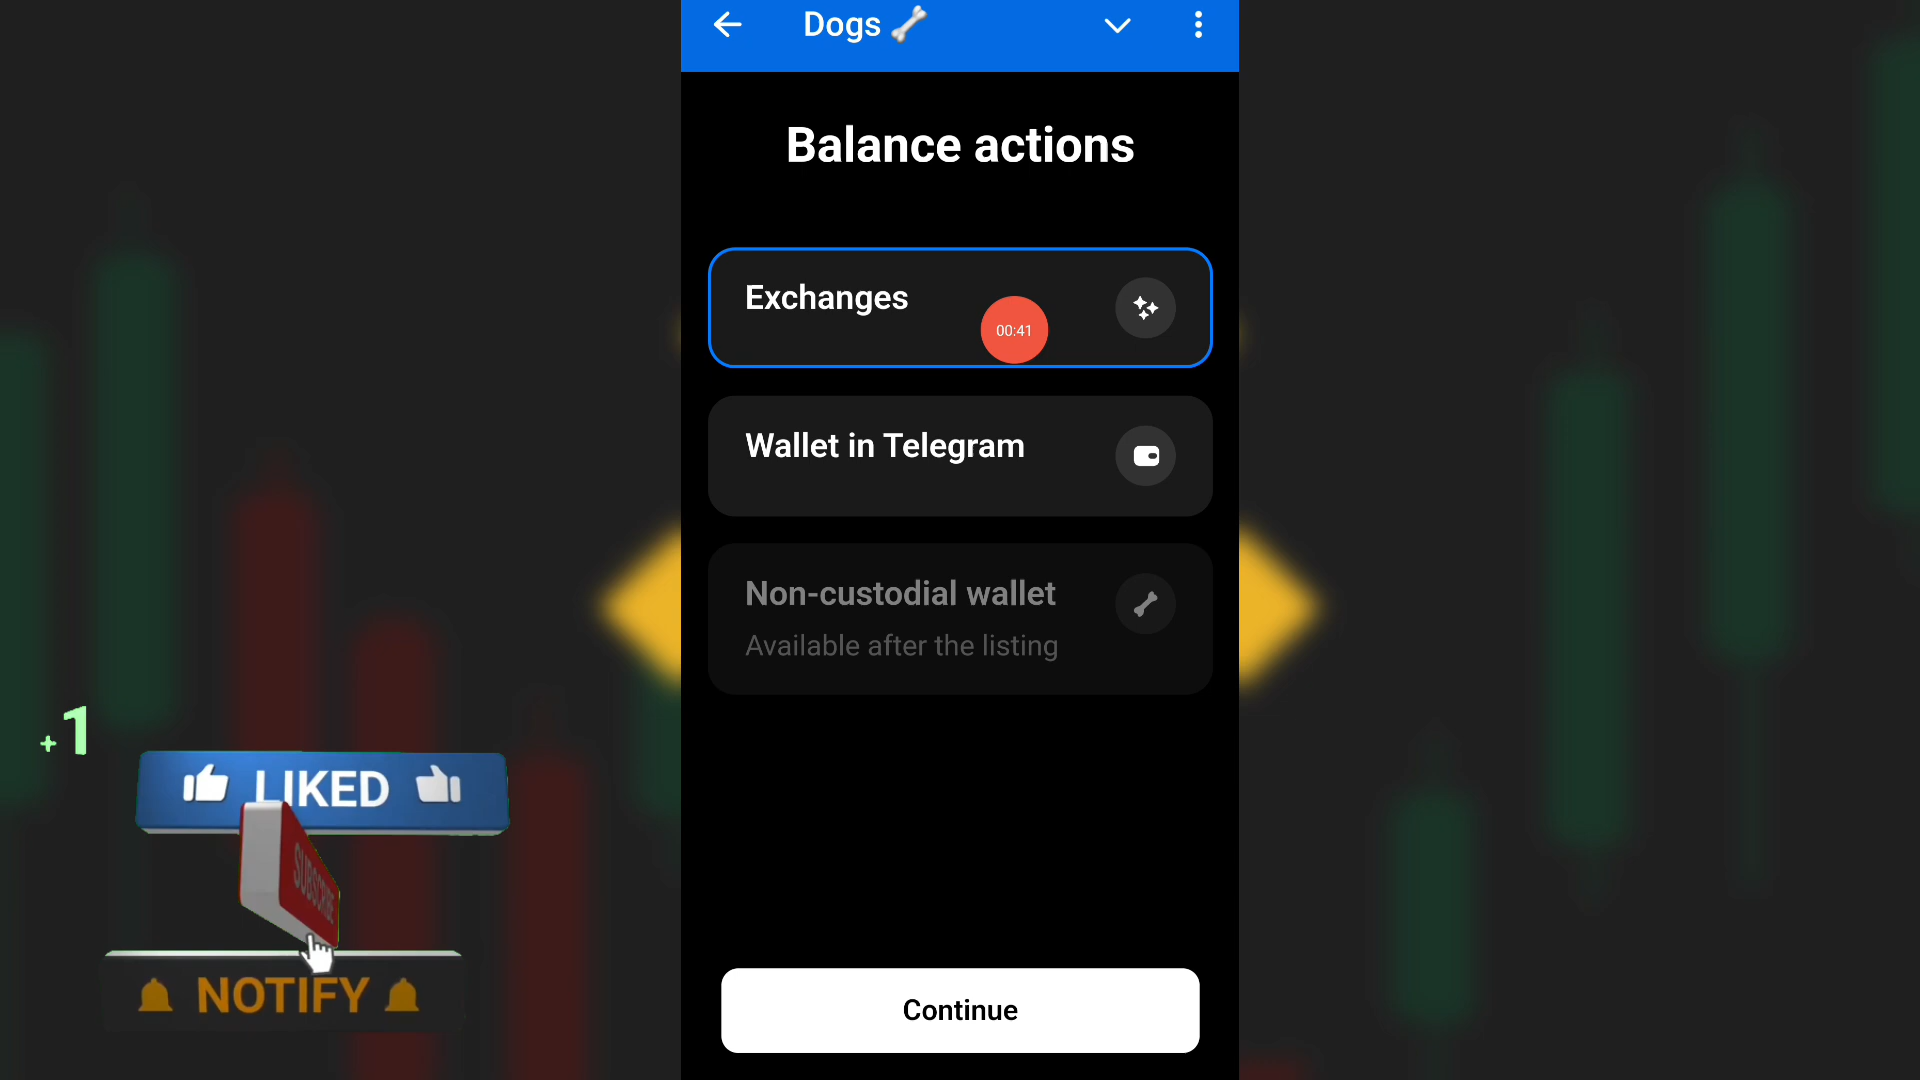 Dogs 🦴
Balance actions
Exchanges
00:41
Wallet in Telegram
Non-custodial wallet
Available after the listing
Continue
+1
LIKED
SUBSCRIBE
NOTIFY